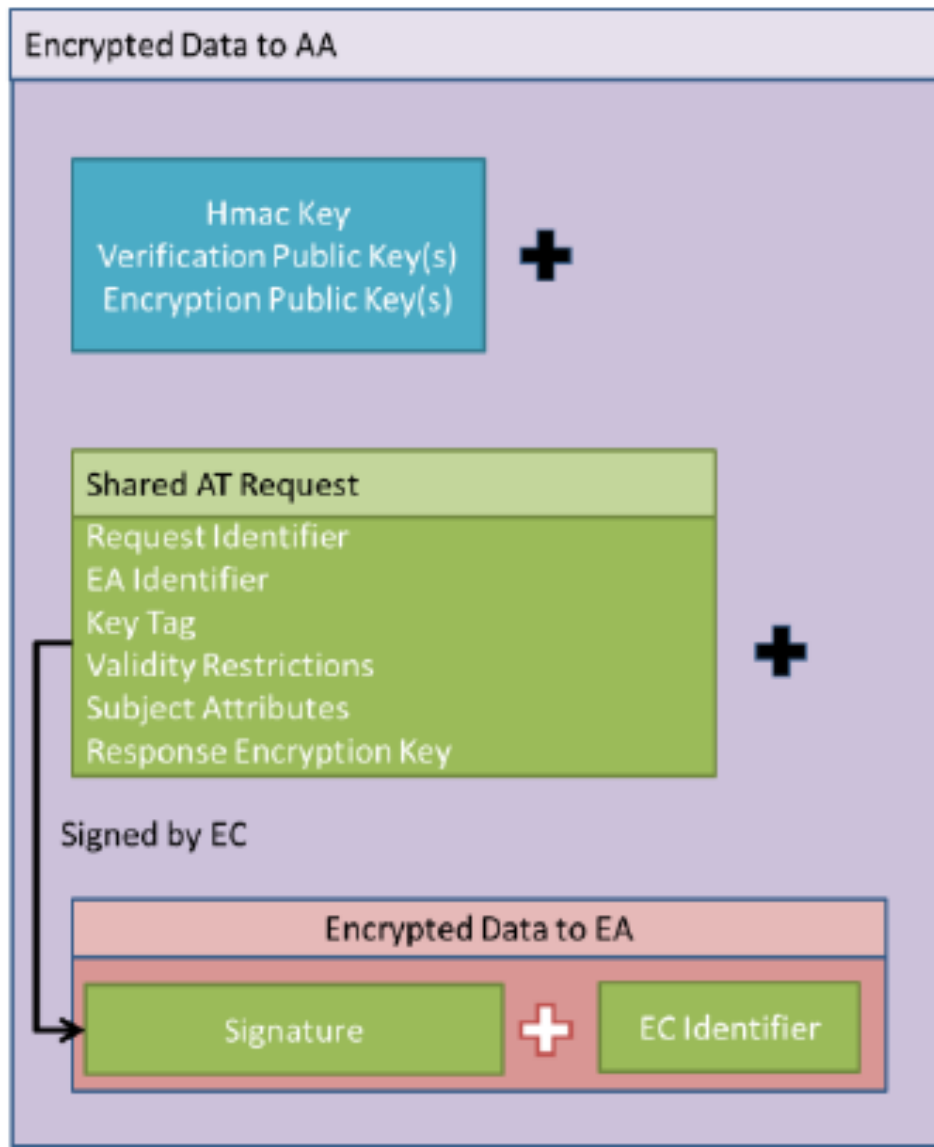 Encrypted Data to AA
Hmac Key
Verification Public Key(s)
Encryption Public Key(s)
Shared AT Request
Request Identifier
EA Identifier
Key Tag
Validity Restrictions
Subject Attributes
Response Encryption Key
Signed by EC
Encrypted Data to EA
Signature
EC Identifier